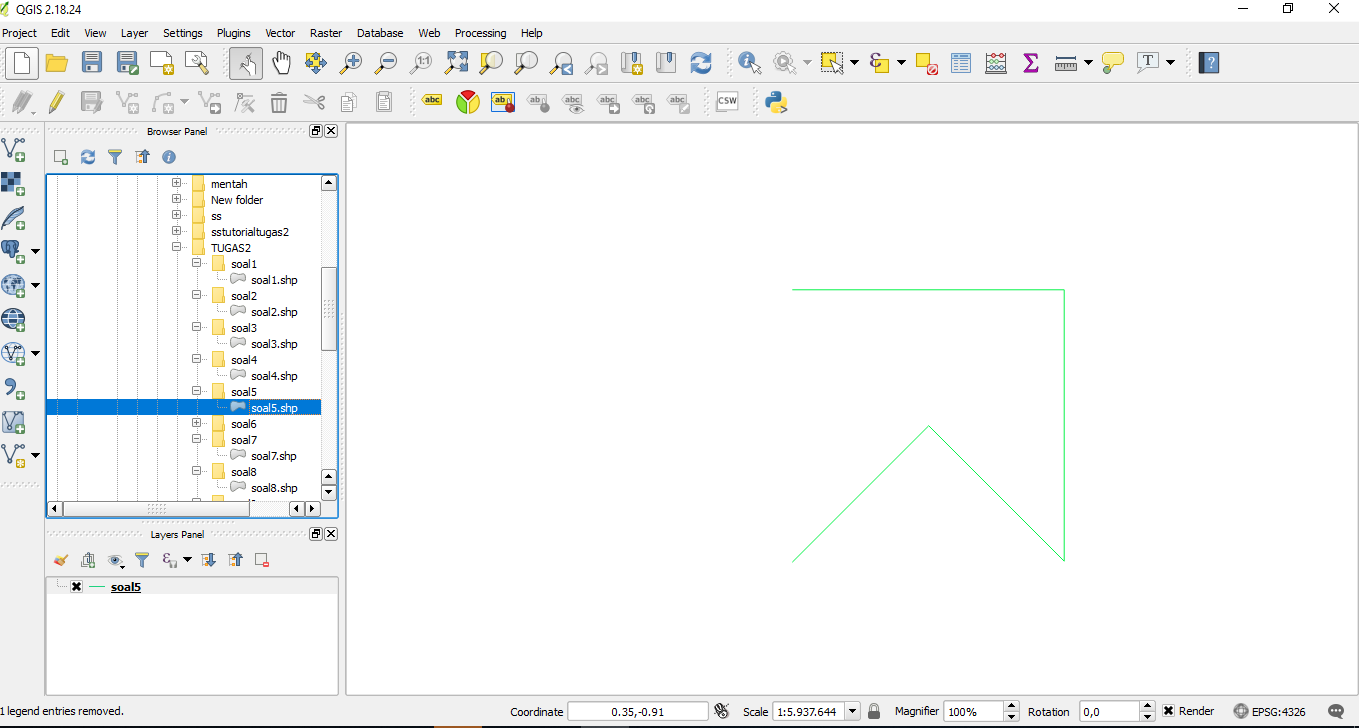 QGIS 2.18.24
Project Edit View Layer Settings Plugins Vector Raster Database Web Processing Help
1:1
T
?
abc abc abc abc abc abc abc CSW
Browser Panel
mentah
New folder
ss
sstutorialtugas2
TUGAS2
soal1
soal1.shp
soal2
soal2.shp
soal3
soal3.shp
soal4
soal4.shp
soal5
soal5.shp
soal6
soal7
soal7.shp
soal8
soal8.shp
Layers Panel
soal5
1 legend entries removed.
Coordinate 0.35,-0.91 Scale 1:5.937.644 Magnifier 100% Rotation 0,0 Render EPSG:4326